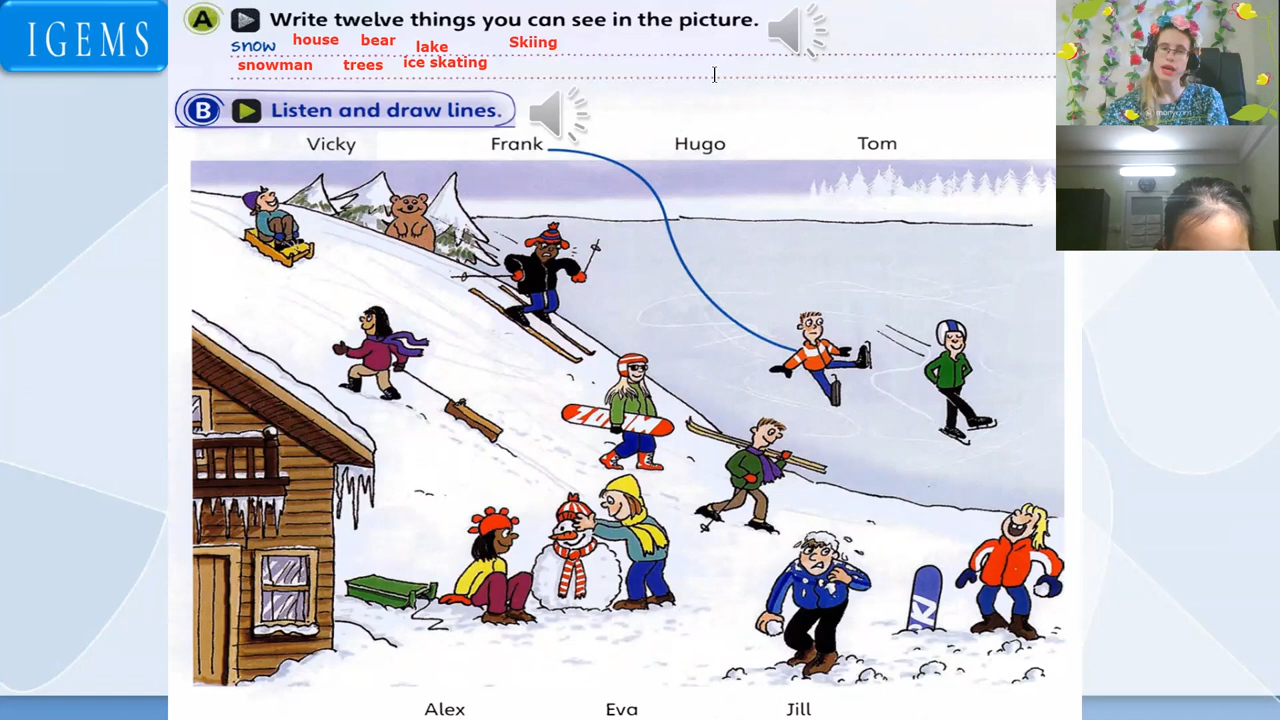 IGEMS
A Write twelve things you can see in the picture.
snow house bear lake Skiing
snowman trees ice skating
B Listen and draw lines.
Vicky Frank Hugo Tom
ZOOM
SKI
Alex Eva Jill